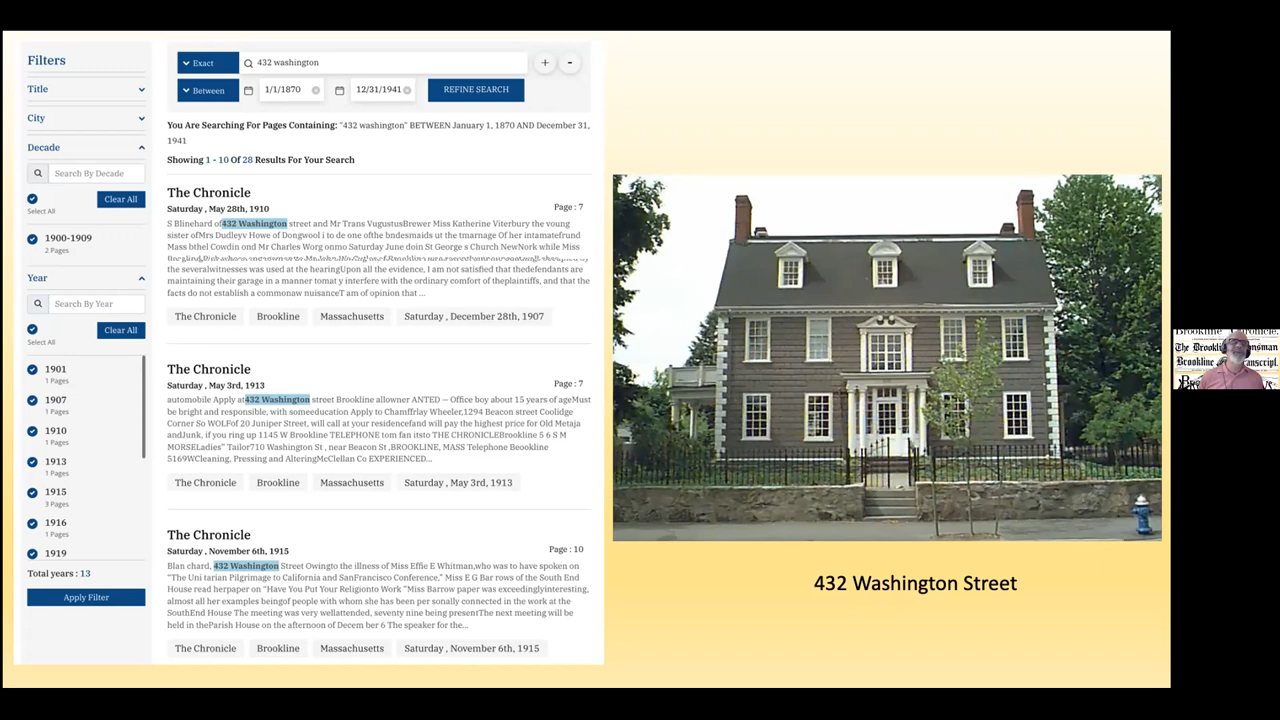 Filters
Title
City
Decade
Search By Decade
Select All
Clear All
1900-1909
2 Pages
Year
Search By Year
Select All
Clear All
1901
1 Pages
1907
1 Pages
1910
1 Pages
1913
1 Pages
1915
3 Pages
1916
1 Pages
1919
Total years : 13
Apply Filter
Exact
432 washington
+
-
Between
1/1/1870
12/31/1941
REFINE SEARCH
You Are Searching For Pages Containing: "432 washington" BETWEEN January 1, 1870 AND December 31,
1941
Showing 1 - 10 Of 28 Results For Your Search
The Chronicle
Saturday , May 28th, 1910
Page : 7
S Blinehard of432 Washington street and Mr Trans VugustusBrewer Miss Katherine Viterbury the young
sister ofMrs Dudleyv Howe of Dongwool i to de one ofthe bndesmaids ut the tmarnage Of her intamatefrund
Mass bthel Cowdin ond Mr Charles Worg onmo Saturday June doin St George s Church NewNork while Miss
the severalwitnesses was used at the hearingUpon all the evidence, I am not satisfied that thedefendants are
maintaining their garage in a manner tomat y interfere with the ordinary comfort of theplaintiffs, and that the
facts do not establish a commonaw nuisanceT am of opinion that ...
The Chronicle
Brookline
Massachusetts
Saturday , December 28th, 1907
The Chronicle
Saturday , May 3rd, 1913
Page : 7
automobile Apply at432 Washington street Brookline allowner ANTED — Office boy about 15 years of ageMust
be bright and responsible, with someeducation Apply to Chamffrlay Wheeler,1294 Beacon street Coolidge
Corner So WOLFof 20 Juniper Street, will call at your residencefand will pay the highest price for Old Metaja
andJunk, if you ring up 1145 W Brookline TELEPHONE tom fan itsto THE CHRONICLEBrookline 5 6 S M
MORSELadies" Tailor710 Washington St , near Beacon St ,BROOKLINE, MASS Telephone Beookline
5169WCleaning, Pressing and AlteringMcClellan Co EXPERIENCED...
The Chronicle
Brookline
Massachusetts
Saturday , May 3rd, 1913
The Chronicle
Saturday , November 6th, 1915
Page : 10
Blan chard, 432 Washington Street Owingto the illness of Miss Effie E Whitman,who was to have spoken on
"The Uni tarian Pilgrimage to California and SanFrancisco Conference," Miss E G Bar rows of the South End
House read herpaper on "Have You Put Your Religionto Work "Miss Barrow paper was exceedinglyinteresting,
almost all her examples beingof people with whom she has been per sonally connected in the work at the
SouthEnd House The meeting was very wellattended, seventy nine being presentThe next meeting will be
held in theParish House on the afternoon of Decem ber 6 The speaker for the...
The Chronicle
Brookline
Massachusetts
Saturday , November 6th, 1915
432 Washington Street
Brookline Chronicle.
The Brookli
Brookline